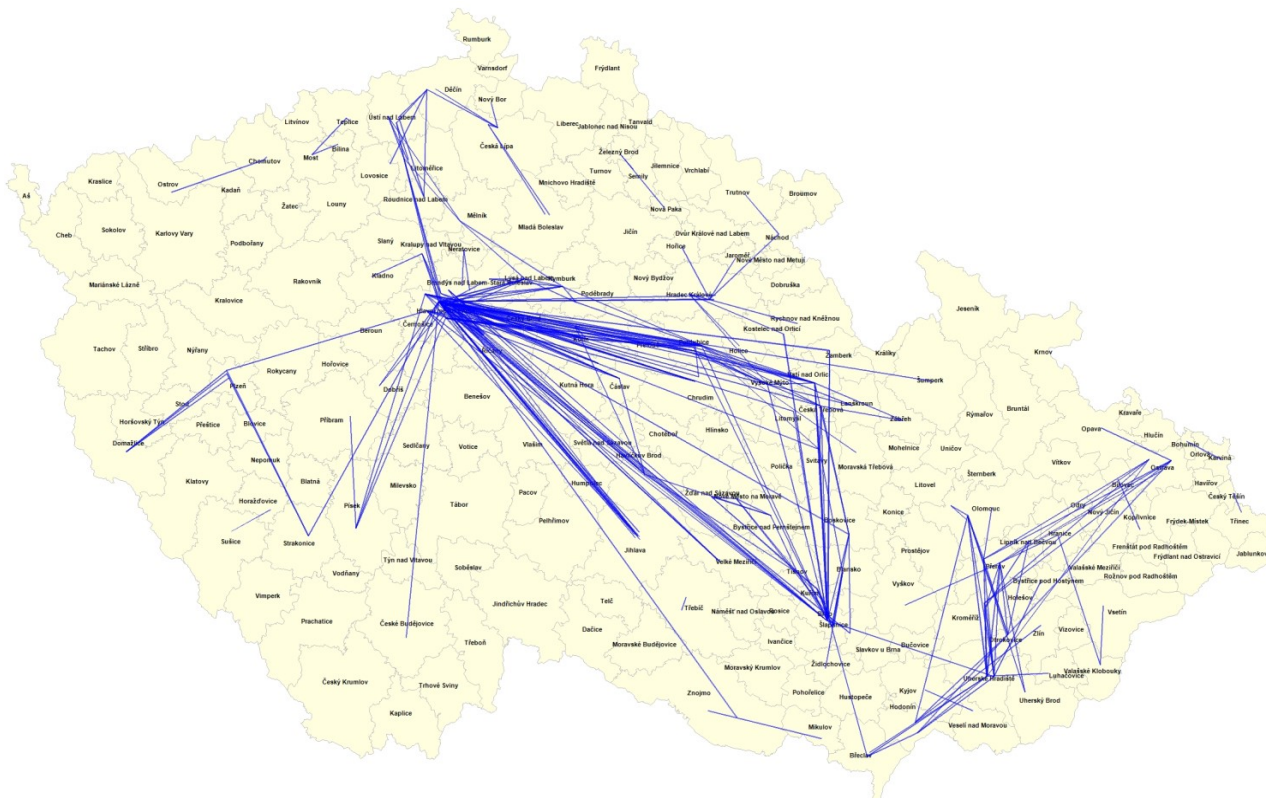 Rumburk
Varnsdorf
Frýdlant
Děčín
Nový Bor
Litvínov
Teplice
Ústí nad Labem
Liberec
Jablonec nad Nisou
Tanvald
Bílina
Most
Česká Lípa
Železný Brod
Chomutov
Litoměřice
Lovosice
Turnov
Semily
Jilemnice
Vrchlabí
Kraslice
Ostrov
Kadaň
Mnichovo Hradiště
Trutnov
Broumov
Aš
Žatec
Louny
Roudnice nad Labem
Mělník
Nová Paka
Cheb
Sokolov
Karlovy Vary
Podbořany
Slaný
Kralupy nad Vltavou
Neratovice
Mladá Boleslav
Jičín
Dvůr Králové nad Labem
Hořice
Náchod
Jaroměř
Nové Město nad Metují
Mariánské Lázně
Rakovník
Kladno
Nymburk
Poděbrady
Nový Bydžov
Dobruška
Kralovice
Hradec Králové
Jeseník
Beroun
Černošice
Rychnov nad Kněžnou
Kostelec nad Orlicí
Tachov
Stříbro
Nýřany
Rokycany
Hořovice
Říčany
Kolín
Holice
Žamberk
Králíky
Krnov
Plzeň
Dobříš
Benešov
Kutná Hora
Čáslav
Vysoké Mýto
Ústí nad Orlicí
Šumperk
Stod
Chrudim
Lanškroun
Česká Třebová
Litomyšl
Zábřeh
Rýmařov
Bruntál
Horšovský Týn
Přeštice
Blovice
Příbram
Hlinsko
Kravaře
Opava
Hlučín
Bohumín
Domažlice
Sedlčany
Votice
Vlašim
Světlá nad Sázavou
Chotěboř
Havlíčkův Brod
Svitavy
Mohelnice
Uničov
Orlová
Karviná
Nepomuk
Polička
Moravská Třebová
Vítkov
Ostrava
Klatovy
Blatná
Milevsko
Humpolec
Šternberk
Litovel
Bílovec
Havířov
Horažďovice
Písek
Tábor
Pacov
Žďár nad Sázavou
Nové Město na Moravě
Český Těšín
Konice
Olomouc
Odry
Nový Jičín
Kopřivnice
Frýdek-Místek
Třinec
Pelhřimov
Bystřice nad Pernštejnem
Boskovice
Sušice
Strakonice
Jihlava
Prostějov
Lipník nad Bečvou
Hranice
Frenštát pod Radhoštěm
Frýdlant nad Ostravicí
Jablunkov
Týn nad Vltavou
Velké Meziříčí
Vodňany
Soběslav
Tišnov
Blansko
Přerov
Valašské Meziříčí
Rožnov pod Radhoštěm
Bystřice pod Hostýnem
Vyškov
Vimperk
Kuřim
Holešov
Jindřichův Hradec
Telč
Třebíč
Náměšť nad Oslavou
Rosice
Brno
Vsetín
Prachatice
České Budějovice
Šlapanice
Kroměříž
Dačice
Zlín
Vizovice
Třeboň
Moravské Budějovice
Ivančice
Slavkov u Brna
Bučovice
Otrokovice
Moravský Krumlov
Židlochovice
Valašské Klobouky
Luhačovice
Uherské Hradiště
Český Krumlov
Trhové Sviny
Znojmo
Pohořelice
Hustopeče
Kyjov
Hodonín
Uherský Brod
Kaplice
Mikulov
Veselí nad Moravou
Břeclav